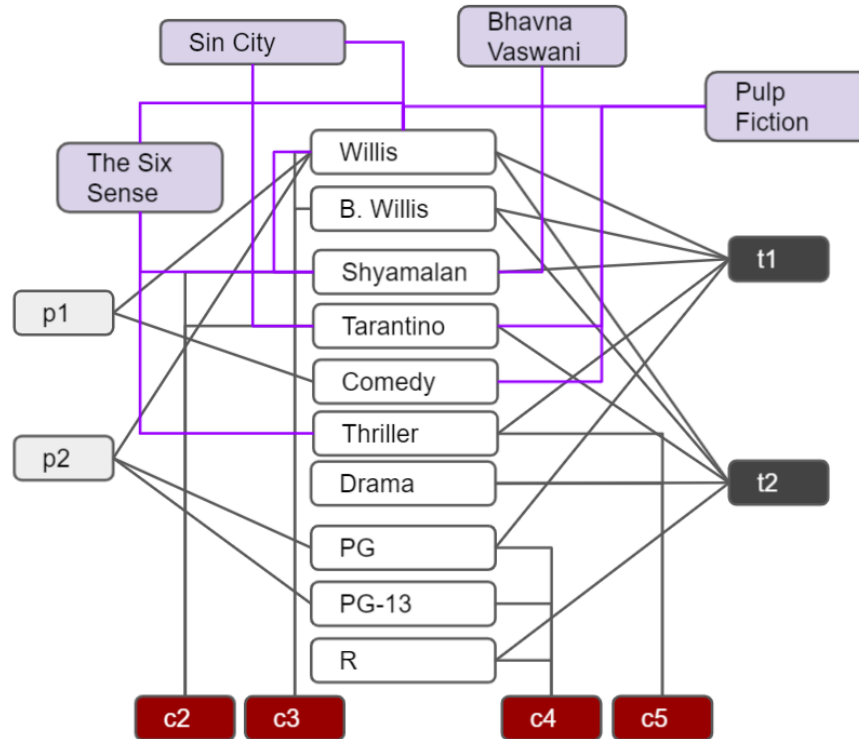 Sin City
Bhavna
Vaswani
Pulp
Fiction
The Six
Sense
Willis
B. Willis
Shyamalan
t1
p1
Tarantino
Comedy
Thriller
p2
Drama
t2
PG
PG-13
R
c2
c3
c4
c5